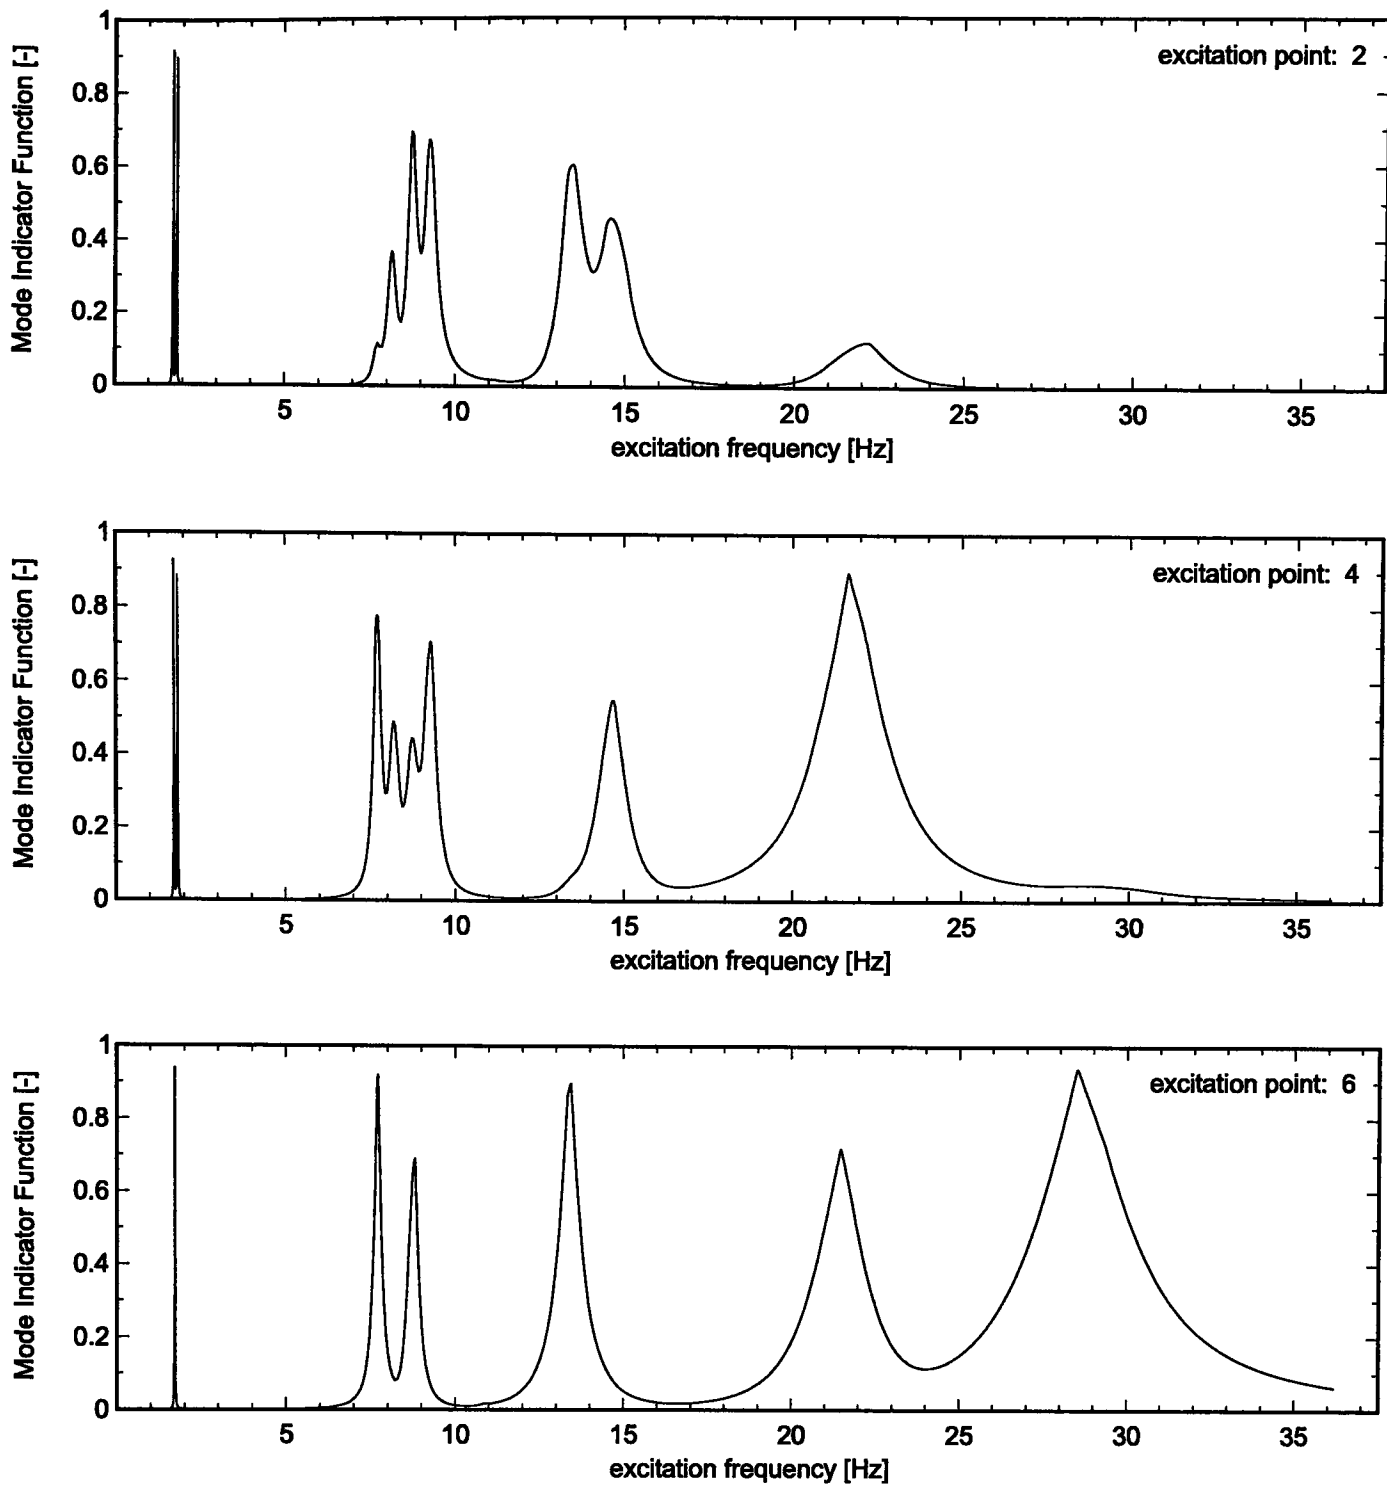 1
excitation point: 2
0.8
0.6
0.4
0.2
0
Mode Indicator Function [-]
5 10 15 20 25 30 35
excitation frequency [Hz]
1
excitation point: 4
0.8
0.6
0.4
0.2
0
Mode Indicator Function [-]
5 10 15 20 25 30 35
excitation frequency [Hz]
1
excitation point: 6
0.8
0.6
0.4
0.2
0
Mode Indicator Function [-]
5 10 15 20 25 30 35
excitation frequency [Hz]